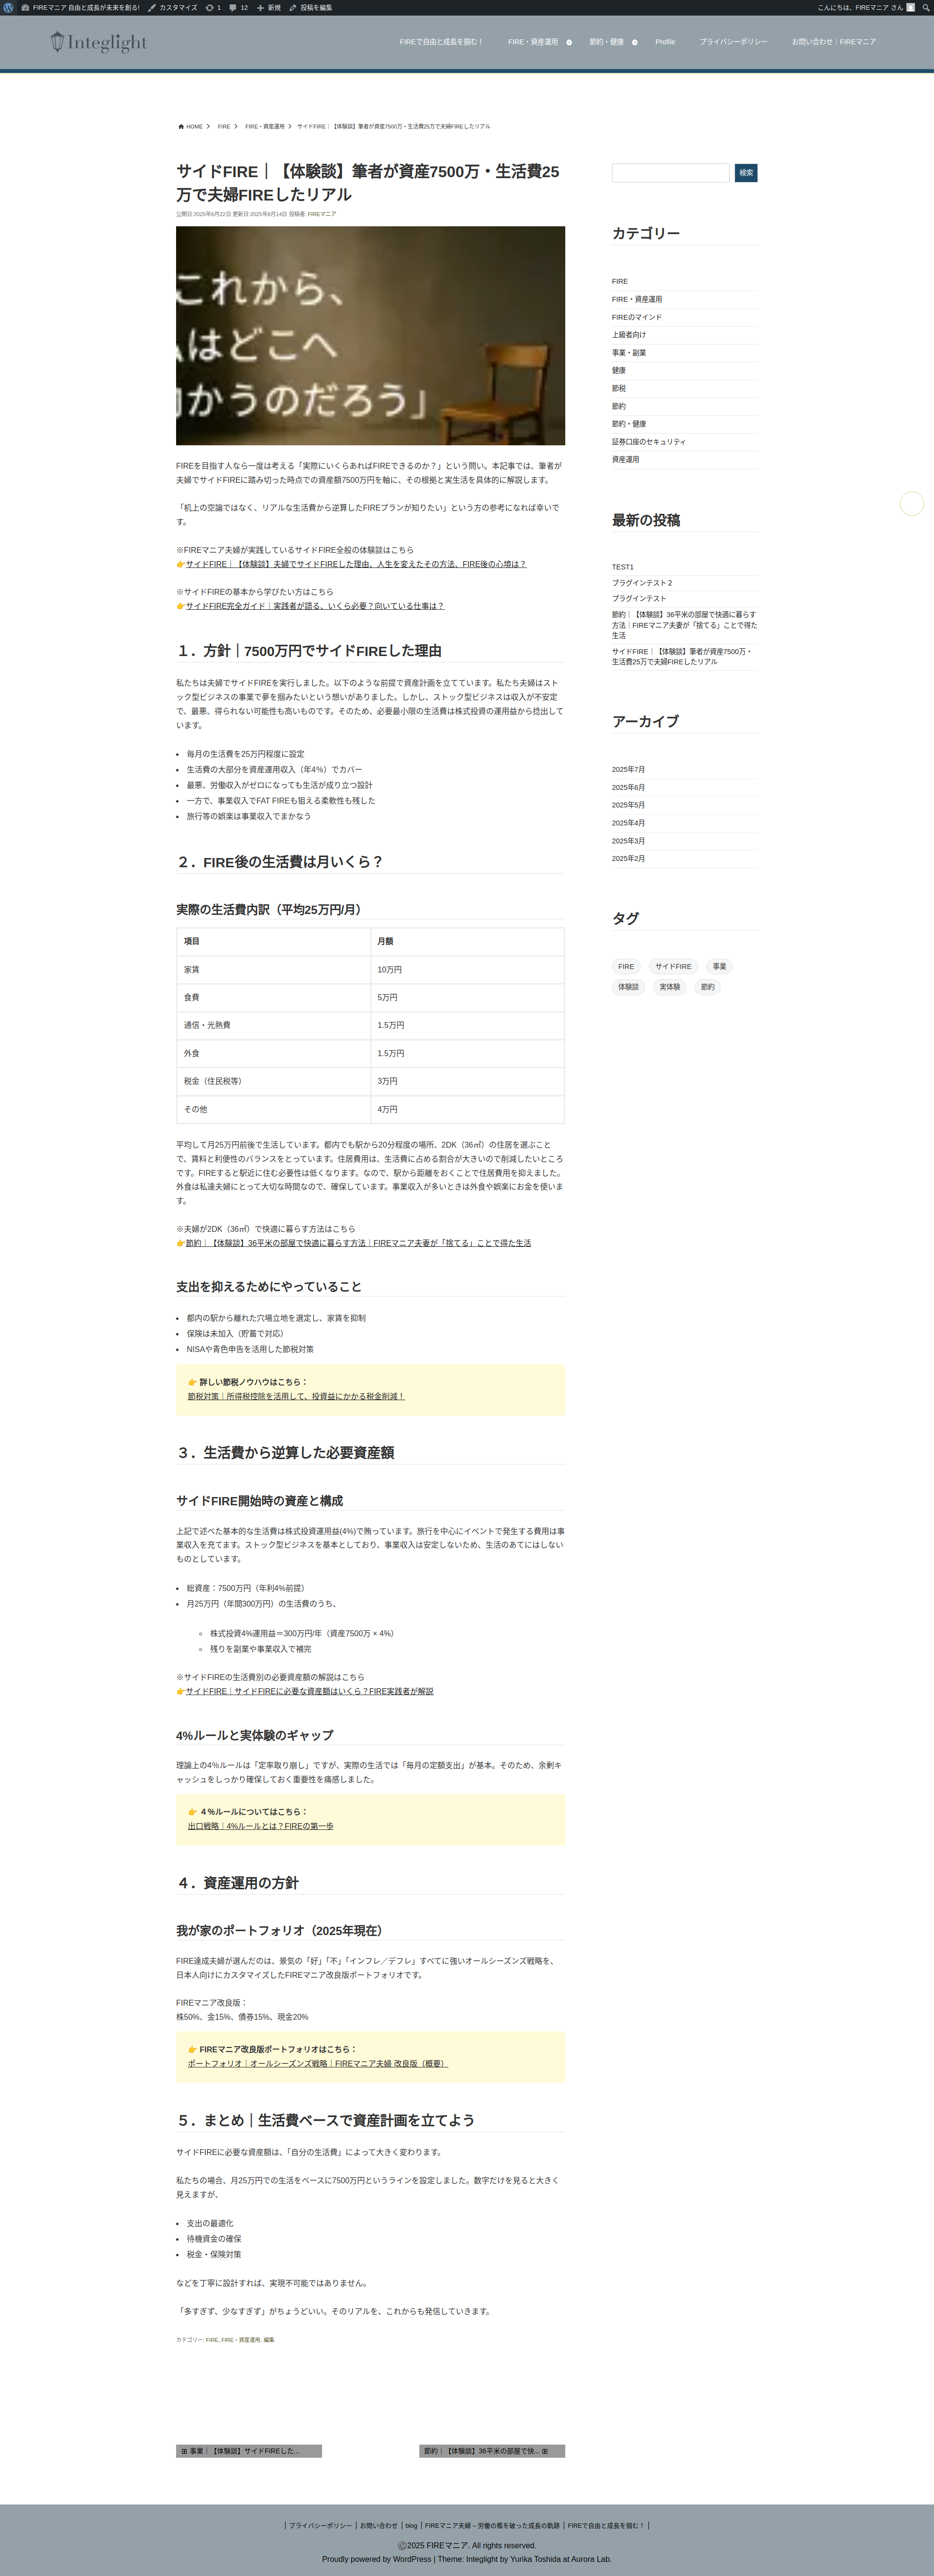 FIREマニア 自由と成長が未来を創る! カスタマイズ 1 12 新規 投稿を編集
こんにちは、FIREマニア さん
Integlight
FIREで自由と成長を掴む！ FIRE・資産運用 節約・健康 Profile プライバシーポリシー お問い合わせ｜FIREマニア
HOME FIRE FIRE・資産運用 サイドFIRE｜【体験談】筆者が資産7500万・生活費25万で夫婦FIREしたリアル
サイドFIRE｜【体験談】筆者が資産7500万・生活費25
万で夫婦FIREしたリアル
公開日:2025年6月22日 更新日:2025年8月14日 投稿者: FIREマニア
これから、
はどこへ
かうのだろう」
FIREを目指す人なら一度は考える「実際にいくらあればFIREできるのか？」という問い。本記事では、筆者が
夫婦でサイドFIREに踏み切った時点での資産額7500万円を軸に、その根拠と実生活を具体的に解説します。
「机上の空論ではなく、リアルな生活費から逆算したFIREプランが知りたい」という方の参考になれば幸いで
す。
※FIREマニア夫婦が実践しているサイドFIRE全般の体験談はこちら
👉サイドFIRE｜【体験談】夫婦でサイドFIREした理由、人生を変えたその方法、FIRE後の心境は？
※サイドFIREの基本から学びたい方はこちら
👉サイドFIRE完全ガイド｜実践者が語る、いくら必要？向いている仕事は？
１．方針｜7500万円でサイドFIREした理由
私たちは夫婦でサイドFIREを実行しました。以下のような前提で資産計画を立てています。私たち夫婦はスト
ック型ビジネスの事業で夢を掴みたいという想いがありました。しかし、ストック型ビジネスは収入が不安定
で、最悪、得られない可能性も高いものです。そのため、必要最小限の生活費は株式投資の運用益から捻出して
います。
• 毎月の生活費を25万円程度に設定
• 生活費の大部分を資産運用収入（年4%）でカバー
• 最悪、労働収入がゼロになっても生活が成り立つ設計
• 一方で、事業収入でFAT FIREも狙える柔軟性も残した
• 旅行等の娯楽は事業収入でまかなう
２．FIRE後の生活費は月いくら？
実際の生活費内訳（平均25万円/月）
項目 月額
家賃 10万円
食費 5万円
通信・光熱費 1.5万円
外食 1.5万円
税金（住民税等） 3万円
その他 4万円
平均して月25万円前後で生活しています。都内でも駅から20分程度の場所、2DK（36㎡）の住居を選ぶこと
で、賃料と利便性のバランスをとっています。住居費用は、生活費に占める割合が大きいので削減したいところ
です。FIREすると駅近に住む必要性は低くなります。なので、駅から距離をおくことで住居費用を抑えました。
外食は私達夫婦にとって大切な時間なので、確保しています。事業収入が多いときは外食や娯楽にお金を使いま
す。
※夫婦が2DK（36㎡）で快適に暮らす方法はこちら
👉節約｜【体験談】36平米の部屋で快適に暮らす方法｜FIREマニア夫妻が「捨てる」ことで得た生活
支出を抑えるためにやっていること
• 都内の駅から離れた穴場立地を選定し、家賃を抑制
• 保険は未加入（貯蓄で対応）
• NISAや青色申告を活用した節税対策
👉 詳しい節税ノウハウはこちら：
節税対策｜所得税控除を活用して、投資益にかかる税金削減！
３．生活費から逆算した必要資産額
サイドFIRE開始時の資産と構成
上記で述べた基本的な生活費は株式投資運用益(4%)で賄っています。旅行を中心にイベントで発生する費用は事
業収入を充てます。ストック型ビジネスを基本としており、事業収入は安定しないため、生活のあてにはしない
ものとしています。
• 総資産：7500万円（年利4%前提）
• 月25万円（年間300万円）の生活費のうち、
◦ 株式投資4%運用益＝300万円/年（資産7500万 × 4%）
◦ 残りを副業や事業収入で補完
※サイドFIREの生活費別の必要資産額の解説はこちら
👉サイドFIRE｜サイドFIREに必要な資産額はいくら？FIRE実践者が解説
4%ルールと実体験のギャップ
理論上の4%ルールは「定率取り崩し」ですが、実際の生活では「毎月の定額支出」が基本。そのため、余剰キ
ャッシュをしっかり確保しておく重要性を痛感しました。
👉 ４%ルールについてはこちら：
出口戦略｜4%ルールとは？FIREの第一歩
４．資産運用の方針
我が家のポートフォリオ（2025年現在）
FIRE達成夫婦が選んだのは、景気の「好」「不」「インフレ／デフレ」すべてに強いオールシーズンズ戦略を、
日本人向けにカスタマイズしたFIREマニア改良版ポートフォリオです。
FIREマニア改良版：
株50%、金15%、債券15%、現金20%
👉 FIREマニア改良版ポートフォリオはこちら：
ポートフォリオ｜オールシーズンズ戦略｜FIREマニア夫婦 改良版（概要）
５．まとめ｜生活費ベースで資産計画を立てよう
サイドFIREに必要な資産額は、「自分の生活費」によって大きく変わります。
私たちの場合、月25万円での生活をベースに7500万円というラインを設定しました。数字だけを見ると大きく
見えますが、
• 支出の最適化
• 待機資金の確保
• 税金・保険対策
などを丁寧に設計すれば、実現不可能ではありません。
「多すぎず、少なすぎず」がちょうどいい。そのリアルを、これからも発信していきます。
カテゴリー: FIRE, FIRE・資産運用, 編集
事業｜【体験談】サイドFIREした...
節約｜【体験談】36平米の部屋で快...
検索
カテゴリー
FIRE
FIRE・資産運用
FIREのマインド
上級者向け
事業・副業
健康
節税
節約
節約・健康
証券口座のセキュリティ
資産運用
最新の投稿
TEST1
プラグインテスト２
プラグインテスト
節約｜【体験談】36平米の部屋で快適に暮らす
方法｜FIREマニア夫妻が「捨てる」ことで得た
生活
サイドFIRE｜【体験談】筆者が資産7500万・
生活費25万で夫婦FIREしたリアル
アーカイブ
2025年7月
2025年6月
2025年5月
2025年4月
2025年3月
2025年2月
タグ
FIRE サイドFIRE 事業
体験談 実体験 節約
プライバシーポリシー お問い合わせ blog FIREマニア夫婦 – 労働の檻を破った成長の軌跡 FIREで自由と成長を掴む！
©2025 FIREマニア. All rights reserved.
Proudly powered by WordPress | Theme: Integlight by Yurika Toshida at Aurora Lab.